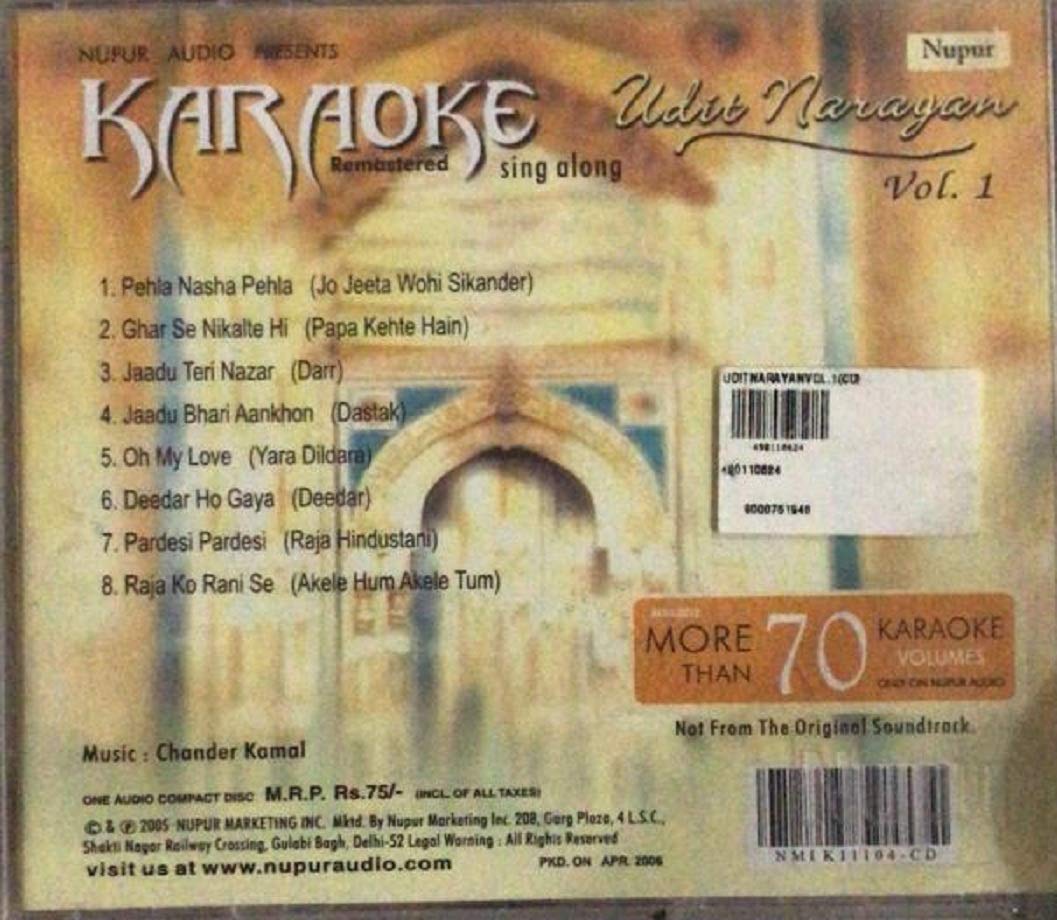 NUPUR AUDIO PRESENTS
Nupur
KARAOKE
Udit Narayan
Remastered
sing along
Vol. 1
1. Pehla Nasha Pehla (Jo Jeeta Wohi Sikander)
2. Ghar Se Nikalte Hi (Papa Kehte Hain)
3. Jaadu Teri Nazar (Darr)
4. Jaadu Bhari Aankhon (Dastak)
5. Oh My Love (Yara Dildara)
6. Deedar Ho Gaya (Deedar)
7. Pardesi Pardesi (Raja Hindustani)
8. Raja Ko Rani Se (Akele Hum Akele Tum)
UDITNARAYANVOL.1(CD)
MORE THAN 70 KARAOKE
VOLUMES
ONLY ON NUPUR AUDIO
Not From The Original Soundtrack.
Music : Chander Kamal
ONE AUDIO COMPACT DISC M.R.P. Rs.75/- (INCL. OF ALL TAXES)
© & ℗ 2005 NUPUR MARKETING INC. Mktd. By Nupur Marketing Inc. 208, Garg Plaza, 4 L.S.C.,
Shakti Nagar Railway Crossing, Gulabi Bagh, Delhi-52 Legal Warning : All Rights Reserved
visit us at www.nupuraudio.com PKD. ON APR. 2006
NMIK11104-CD